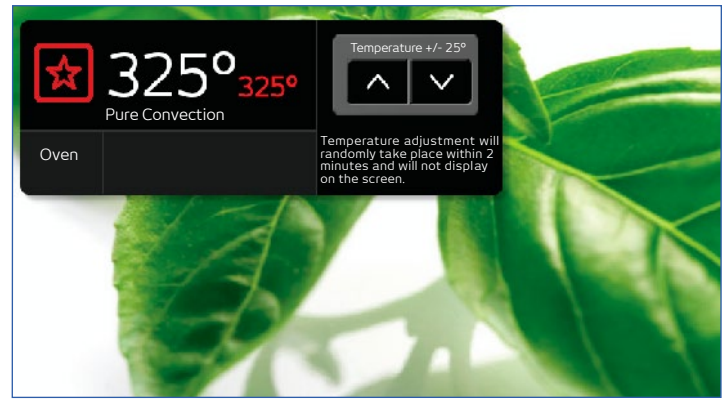 325° 325°
Pure Convection
Oven
Temperature +/- 25°
Temperature adjustment will
randomly take place within 2
minutes and will not display
on the screen.